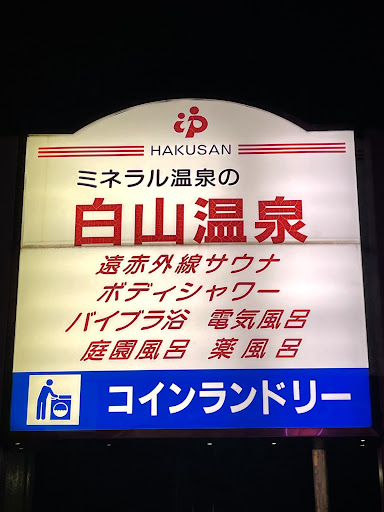 HAKUSAN
ミネラル温泉の
白山温泉
遠赤外線サウナ
ボディシャワー
バイブラ浴 電気風呂
庭園風呂 薬風呂
コインランドリー